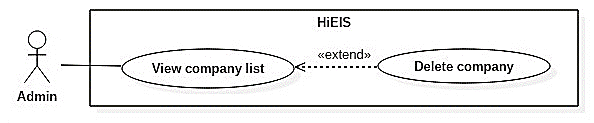 HiEIS
View company list
«extend»
Delete company
Admin